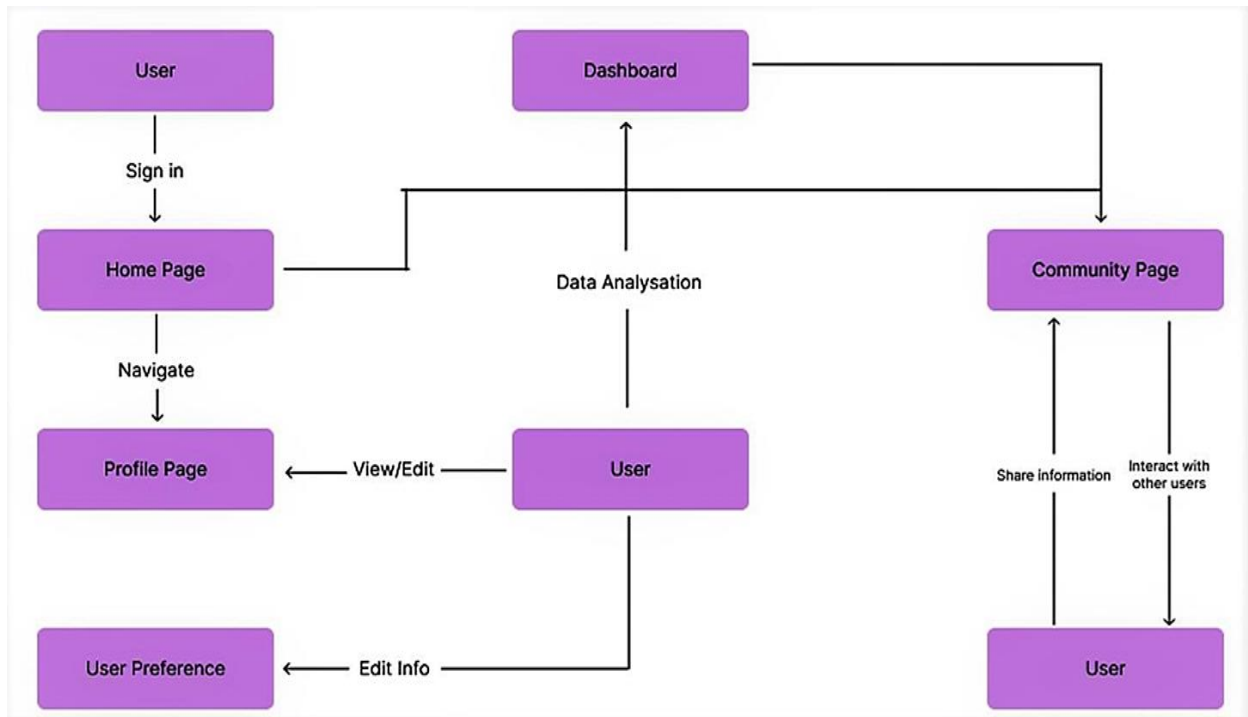 User
Dashboard
Sign in
Home Page
Data Analysation
Community Page
Navigate
Profile Page
View/Edit
User
Share information
Interact with
other users
User Preference
Edit Info
User